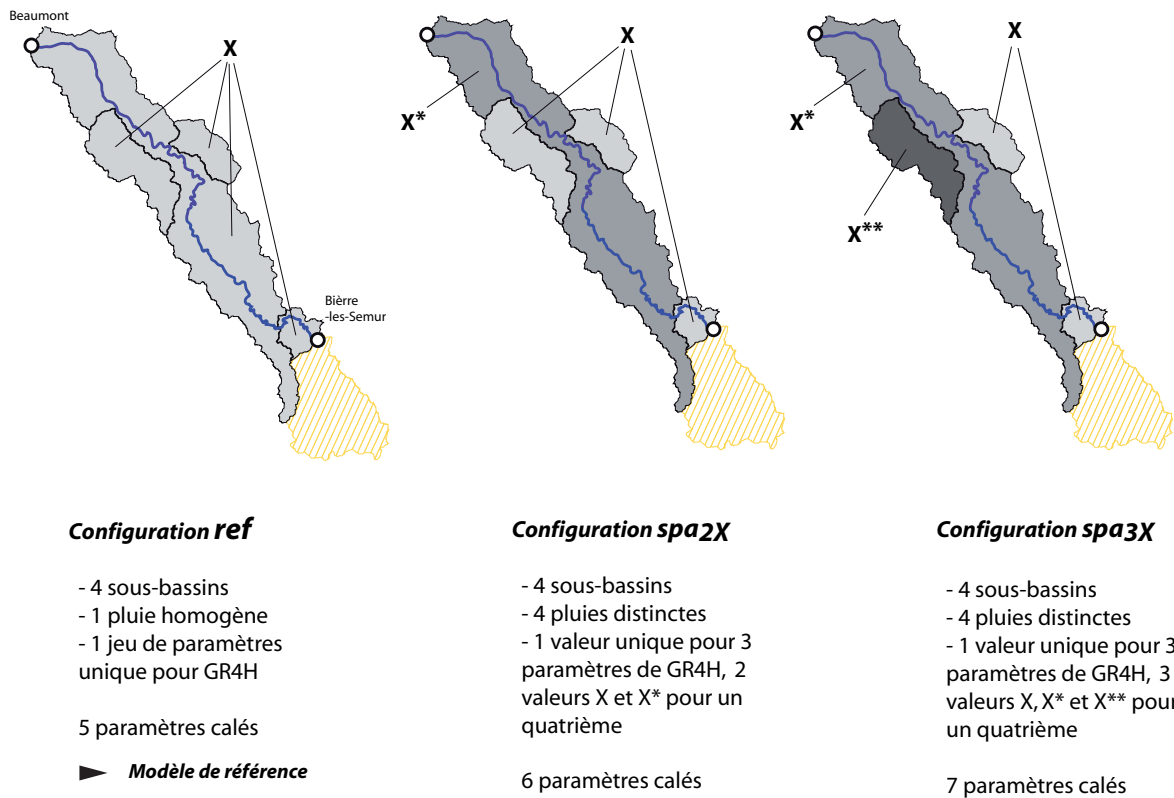 Beaumont
X
X
X
X*
X*
X**
Bièrre
-les-Semur
Configuration ref
- 4 sous-bassins
- 1 pluie homogène
- 1 jeu de paramètres
unique pour GR4H
5 paramètres calés
Modèle de référence
Configuration spa2X
- 4 sous-bassins
- 4 pluies distinctes
- 1 valeur unique pour 3
paramètres de GR4H, 2
valeurs X et X* pour un
quatrième
6 paramètres calés
Configuration spa3X
- 4 sous-bassins
- 4 pluies distinctes
- 1 valeur unique pour 3
paramètres de GR4H, 3
valeurs X, X* et X** pour
un quatrième
7 paramètres calés